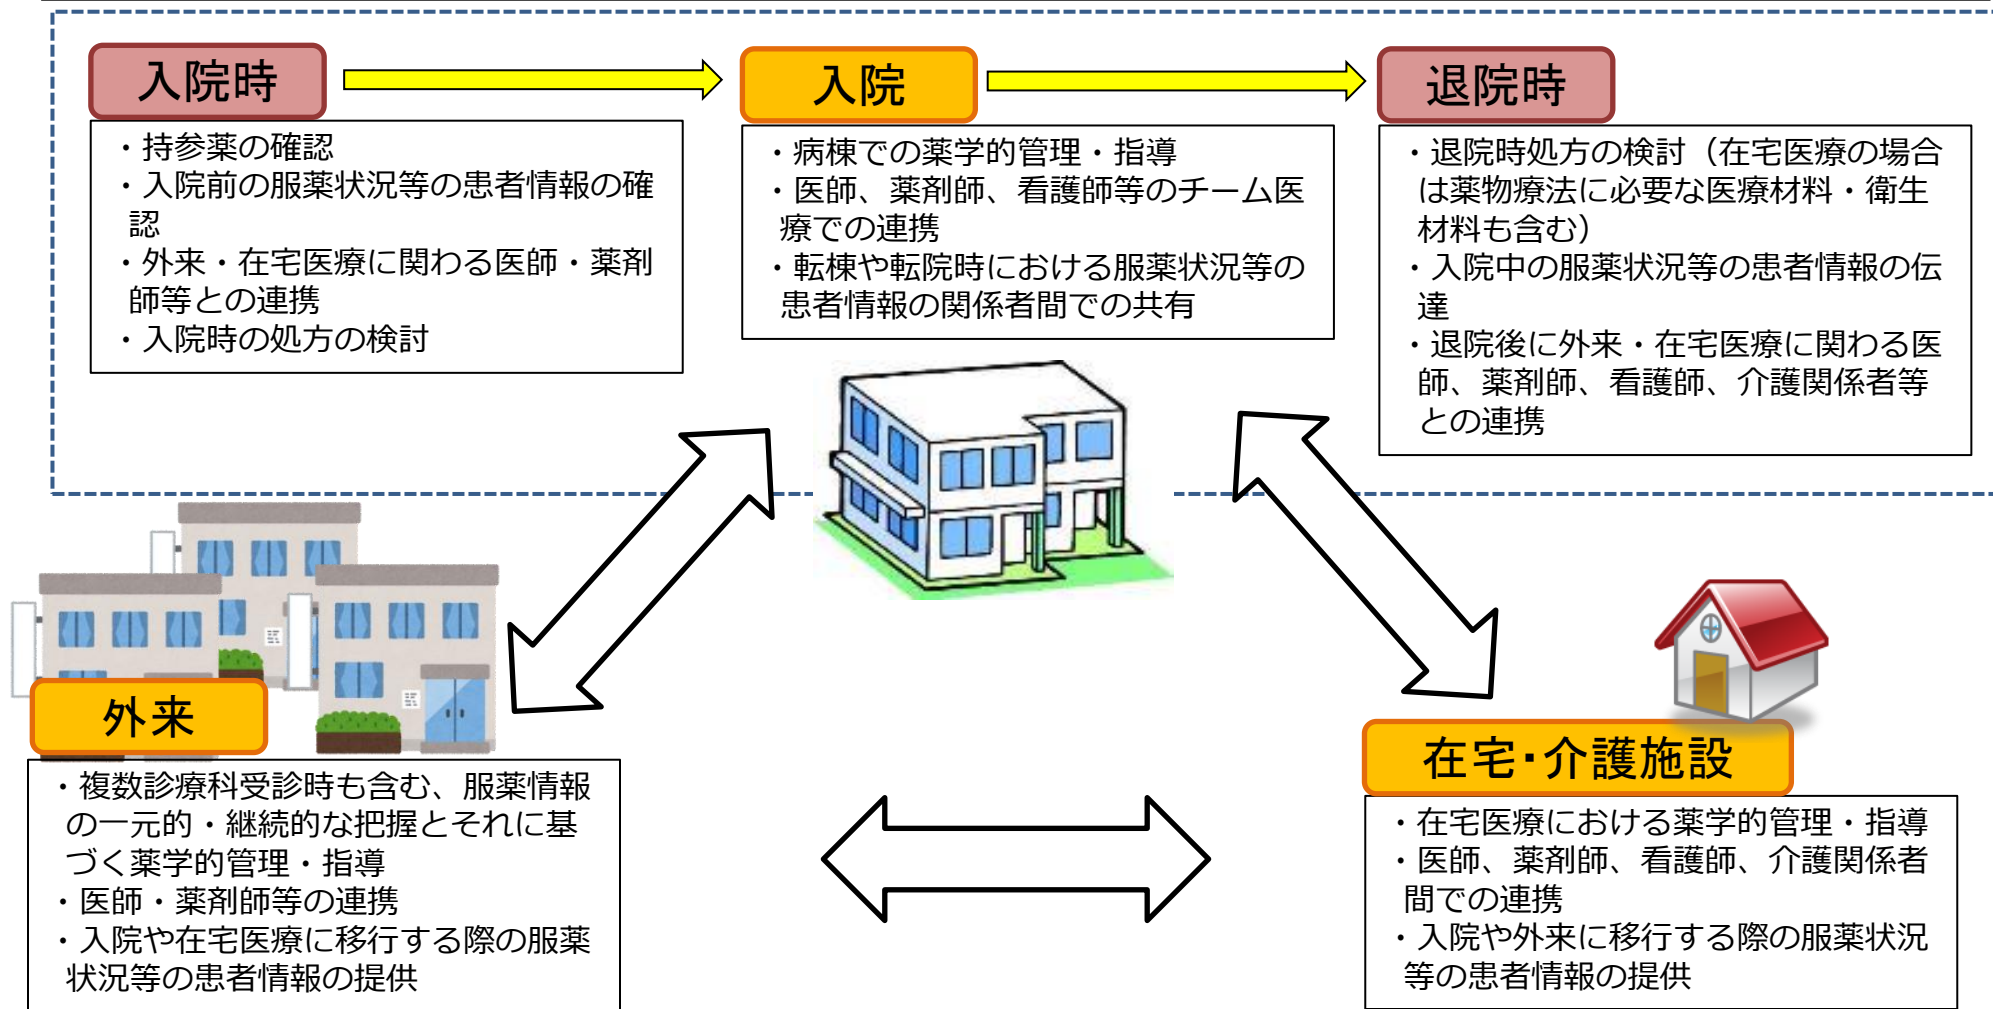 入院時
・持参薬の確認
・入院前の服薬状況等の患者情報の確
認
・外来・在宅医療に関わる医師・薬剤
師等との連携
・入院時の処方の検討
入院
・病棟での薬学的管理・指導
・医師、薬剤師、看護師等のチーム医
療での連携
・転棟や転院時における服薬状況等の
患者情報の関係者間での共有
退院時
・退院時処方の検討（在宅医療の場合
は薬物療法に必要な医療材料・衛生
材料も含む）
・入院中の服薬状況等の患者情報の伝
達
・退院後に外来・在宅医療に関わる医
師、薬剤師、看護師、介護関係者等
との連携
外来
・複数診療科受診時も含む、服薬情報
の一元的・継続的な把握とそれに基
づく薬学的管理・指導
・医師・薬剤師等の連携
・入院や在宅医療に移行する際の服薬
状況等の患者情報の提供
在宅・介護施設
・在宅医療における薬学的管理・指導
・医師、薬剤師、看護師、介護関係者
間での連携
・入院や外来に移行する際の服薬状況
等の患者情報の提供